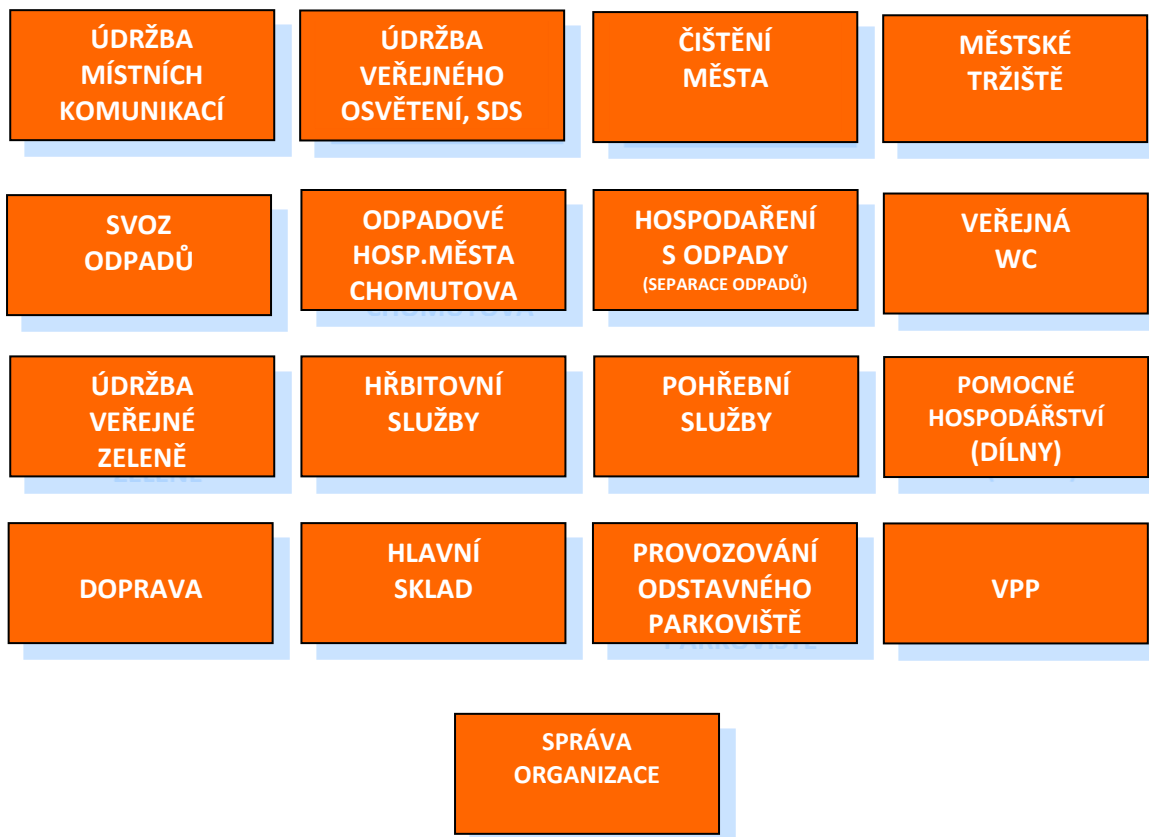 ÚDRŽBA
MÍSTNÍCH
KOMUNIKACÍ
ÚDRŽBA
VEŘEJNÉHO
OSVĚTENÍ, SDS
ČIŠTĚNÍ
MĚSTA
MĚSTSKÉ
TRŽIŠTĚ
SVOZ
ODPADŮ
ODPADOVÉ
HOSP.MĚSTA
CHOMUTOVA
HOSPODAŘENÍ
S ODPADY
(SEPARACE ODPADŮ)
VEŘEJNÁ
WC
ÚDRŽBA
VEŘEJNÉ
ZELENĚ
HŘBITOVNÍ
SLUŽBY
POHŘEBNÍ
SLUŽBY
POMOCNÉ
HOSPODÁŘSTVÍ
(DÍLNY)
DOPRAVA
HLAVNÍ
SKLAD
PROVOZOVÁNÍ
ODSTAVNÉHO
PARKOVIŠTĚ
VPP
SPRÁVA
ORGANIZACE